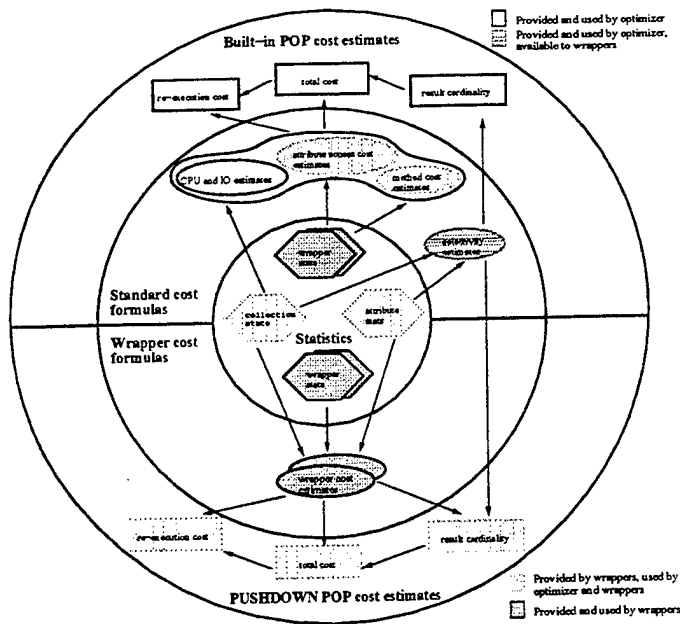 Provided and used by optimizer
Provided and used by optimizer,
available to wrappers
Built-in POP cost estimates
total cost
re-execution cost
result cardinality
attribute access cost
estimates
CPU and IO estimates
method cost
estimates
wrapper
stats
selectivity
estimates
Standard cost
formulas
collection
stats
attribute
stats
Statistics
Wrapper cost
formulas
wrapper
stats
wrapper cost
estimates
re-execution cost
total cost
result cardinality
PUSHDOWN POP cost estimates
Provided by wrappers, used by
optimizer and wrappers
Provided and used by wrappers